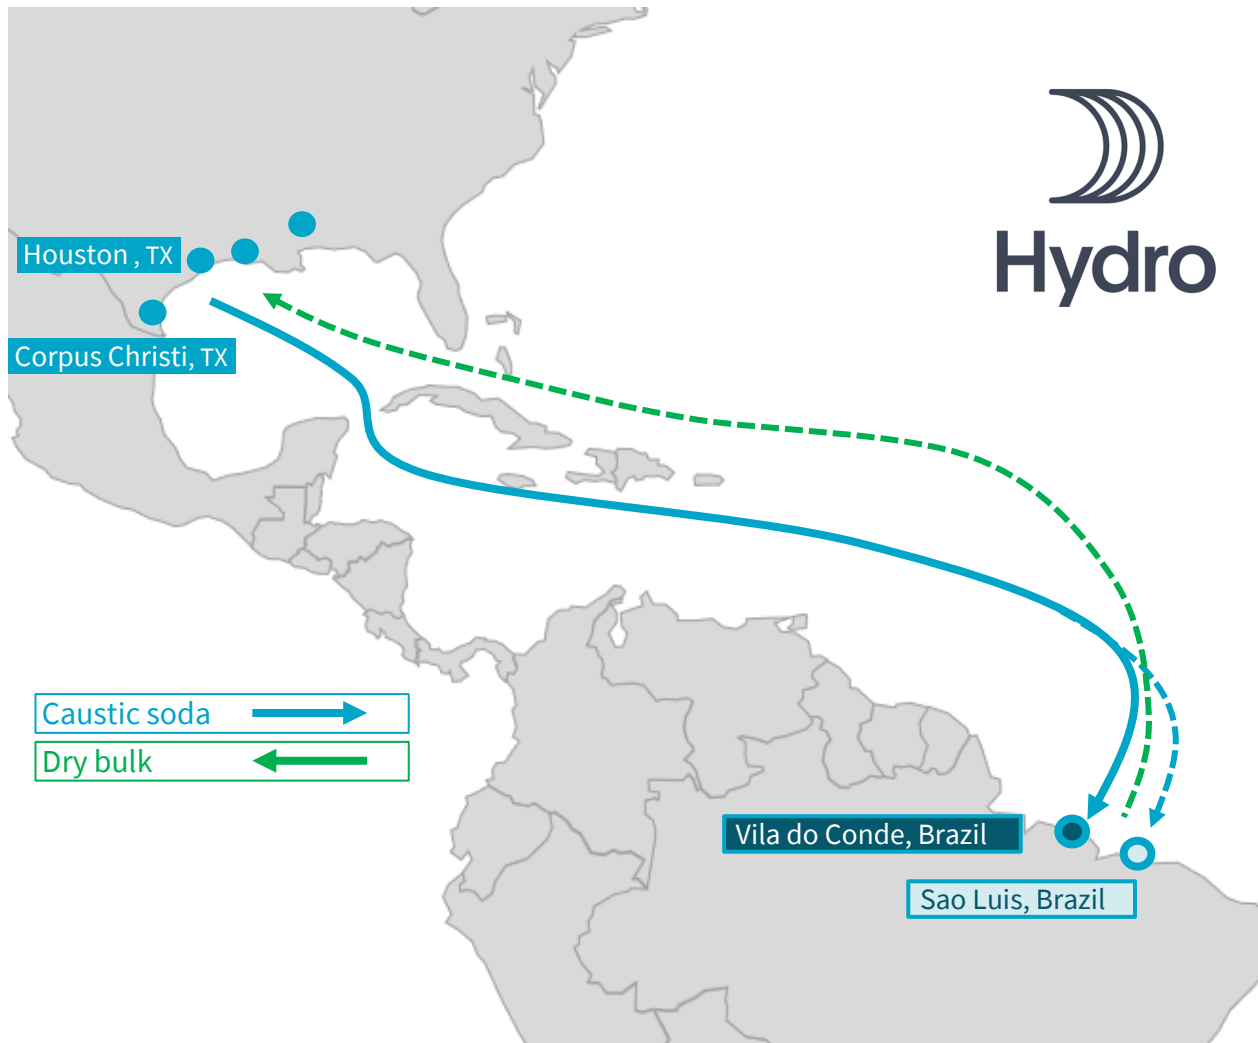 Hydro
Houston , TX
Corpus Christi, TX
Caustic soda
Dry bulk
Vila do Conde, Brazil
Sao Luis, Brazil